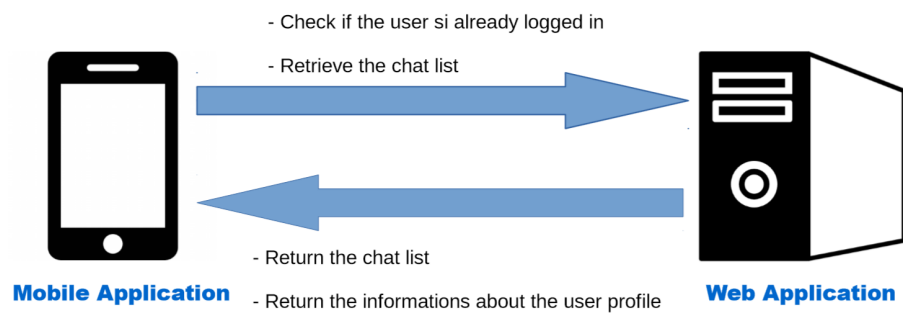 - Check if the user si already logged in
- Retrieve the chat list
- Return the chat list
Mobile Application
Web Application
- Return the informations about the user profile